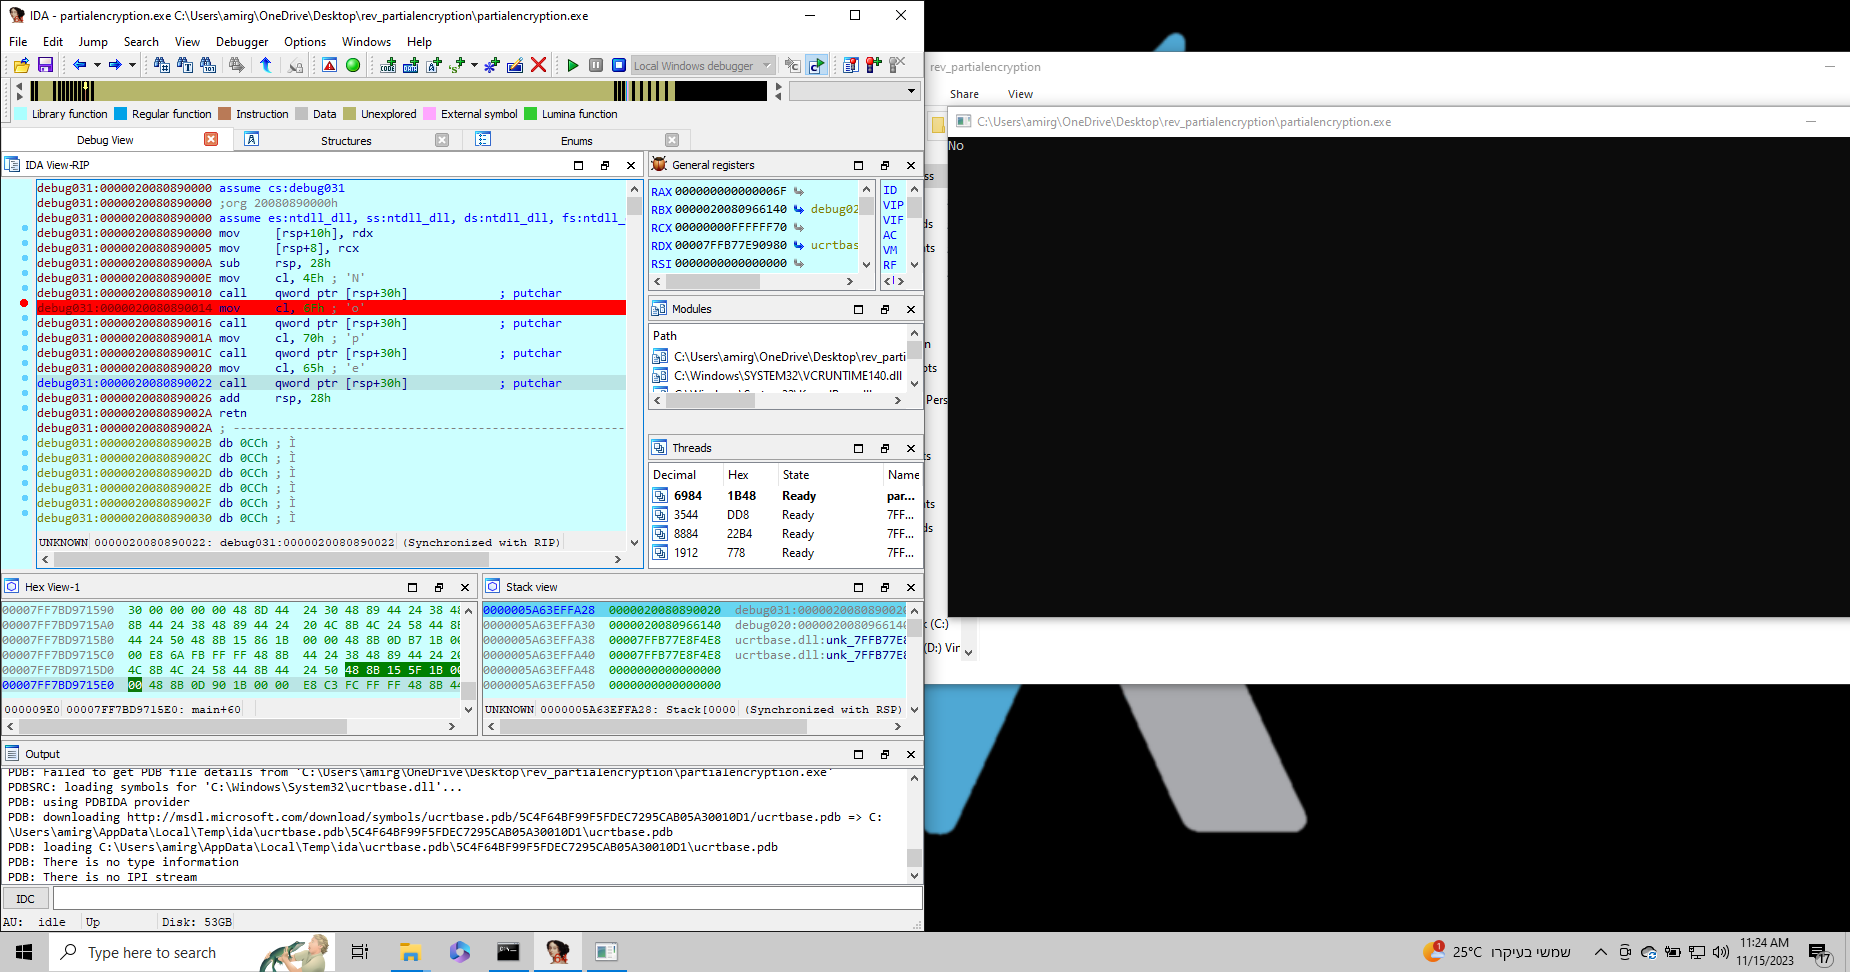 IDA - partialencryption.exe C:\Users\amirg\OneDrive\Desktop\rev_partialencryption\partialencryption.exe
File Edit Jump Search View Debugger Options Windows Help
Local Windows debugger
Library function Regular function Instruction Data Unexplored External symbol Lumina function
Debug View Structures Enums
IDA View-RIP
debug031:0000020080890000 assume cs:debug031
debug031:0000020080890000 ;org 20080890000h
debug031:0000020080890000 assume es:ntdll_dll, ss:ntdll_dll, ds:ntdll_dll, fs:ntdll_
debug031:0000020080890000 mov [rsp+10h], rdx
debug031:0000020080890005 mov [rsp+8], rcx
debug031:000002008089000A sub rsp, 28h
debug031:000002008089000E mov cl, 4Eh ; 'N'
debug031:0000020080890010 call qword ptr [rsp+30h] ; putchar
debug031:0000020080890014 mov cl, 6Fh ; 'o'
debug031:0000020080890016 call qword ptr [rsp+30h] ; putchar
debug031:000002008089001A mov cl, 70h ; 'p'
debug031:000002008089001C call qword ptr [rsp+30h] ; putchar
debug031:0000020080890020 mov cl, 65h ; 'e'
debug031:0000020080890022 call qword ptr [rsp+30h] ; putchar
debug031:0000020080890026 add rsp, 28h
debug031:000002008089002A retn
debug031:000002008089002A ; ---------------------------------------------------------
debug031:000002008089002B db 0CCh ; Ì
debug031:000002008089002C db 0CCh ; Ì
debug031:000002008089002D db 0CCh ; Ì
debug031:000002008089002E db 0CCh ; Ì
debug031:000002008089002F db 0CCh ; Ì
debug031:0000020080890030 db 0CCh ; Ì
UNKNOWN 0000020080890022: debug031:0000020080890022 (Synchronized with RIP)
General registers
RAX 000000000000006F
RBX 0000020080966140 debug02
RCX 00000000FFFFFF70
RDX 00007FFB77E90980 ucrtbas
RSI 0000000000000000
ID
VIP
VIF
AC
VM
RF
Modules
Path
C:\Users\amirg\OneDrive\Desktop\rev_parti
C:\Windows\SYSTEM32\VCRUNTIME140.dll
Threads
Decimal Hex State Name
6984 1B48 Ready par...
3544 DD8 Ready 7FF...
8884 22B4 Ready 7FF...
1912 778 Ready 7FF...
Hex View-1
00007FF7BD971590 30 00 00 00 00 48 8D 44 24 30 48 89 44 24 38 48
00007FF7BD9715A0 8B 44 24 38 48 89 44 24 20 4C 8B 4C 24 58 44 8B
00007FF7BD9715B0 44 24 50 48 8B 15 86 1B 00 00 48 8B 0D B7 1B 00
00007FF7BD9715C0 00 E8 6A FB FF FF 48 8B 44 24 38 48 89 44 24 20
00007FF7BD9715D0 4C 8B 4C 24 58 44 8B 44 24 50 48 8B 15 5F 1B 00
00007FF7BD9715E0 00 48 8B 0D 90 1B 00 00 E8 C3 FC FF FF 48 8B 44
000009E0 00007FF7BD9715E0: main+60
Stack view
0000005A63EFFA28 0000020080890020 debug031:0000020080890020
0000005A63EFFA30 0000020080966140 debug020:0000020080966140
0000005A63EFFA38 00007FFB77E8F4E8 ucrtbase.dll:unk_7FFB77E8
0000005A63EFFA40 00007FFB77E8F4E8 ucrtbase.dll:unk_7FFB77E8
0000005A63EFFA48 0000000000000000
0000005A63EFFA50 0000000000000000
UNKNOWN 0000005A63EFFA28: Stack[0000 (Synchronized with RSP)
Output
PDB: Failed to get PDB file details from 'C:\Users\amirg\OneDrive\Desktop\rev_partialencryption\partialencryption.exe'
PDBSRC: loading symbols for 'C:\Windows\System32\ucrtbase.dll'...
PDB: using PDBIDA provider
PDB: downloading http://msdl.microsoft.com/download/symbols/ucrtbase.pdb/5C4F64BF99F5FDEC7295CAB05A30010D1/ucrtbase.pdb => C:
\Users\amirg\AppData\Local\Temp\ida\ucrtbase.pdb\5C4F64BF99F5FDEC7295CAB05A30010D1\ucrtbase.pdb
PDB: loading C:\Users\amirg\AppData\Local\Temp\ida\ucrtbase.pdb\5C4F64BF99F5FDEC7295CAB05A30010D1\ucrtbase.pdb
PDB: There is no type information
PDB: There is no IPI stream
IDC
AU: idle Up Disk: 53GB
rev_partialencryption
Share View
C:\Users\amirg\OneDrive\Desktop\rev_partialencryption\partialencryption.exe
No
Pers
(C:)
(D:) Vir
Type here to search
25°C שמשי בעיקרו
11:24 AM
11/15/2023
17
1